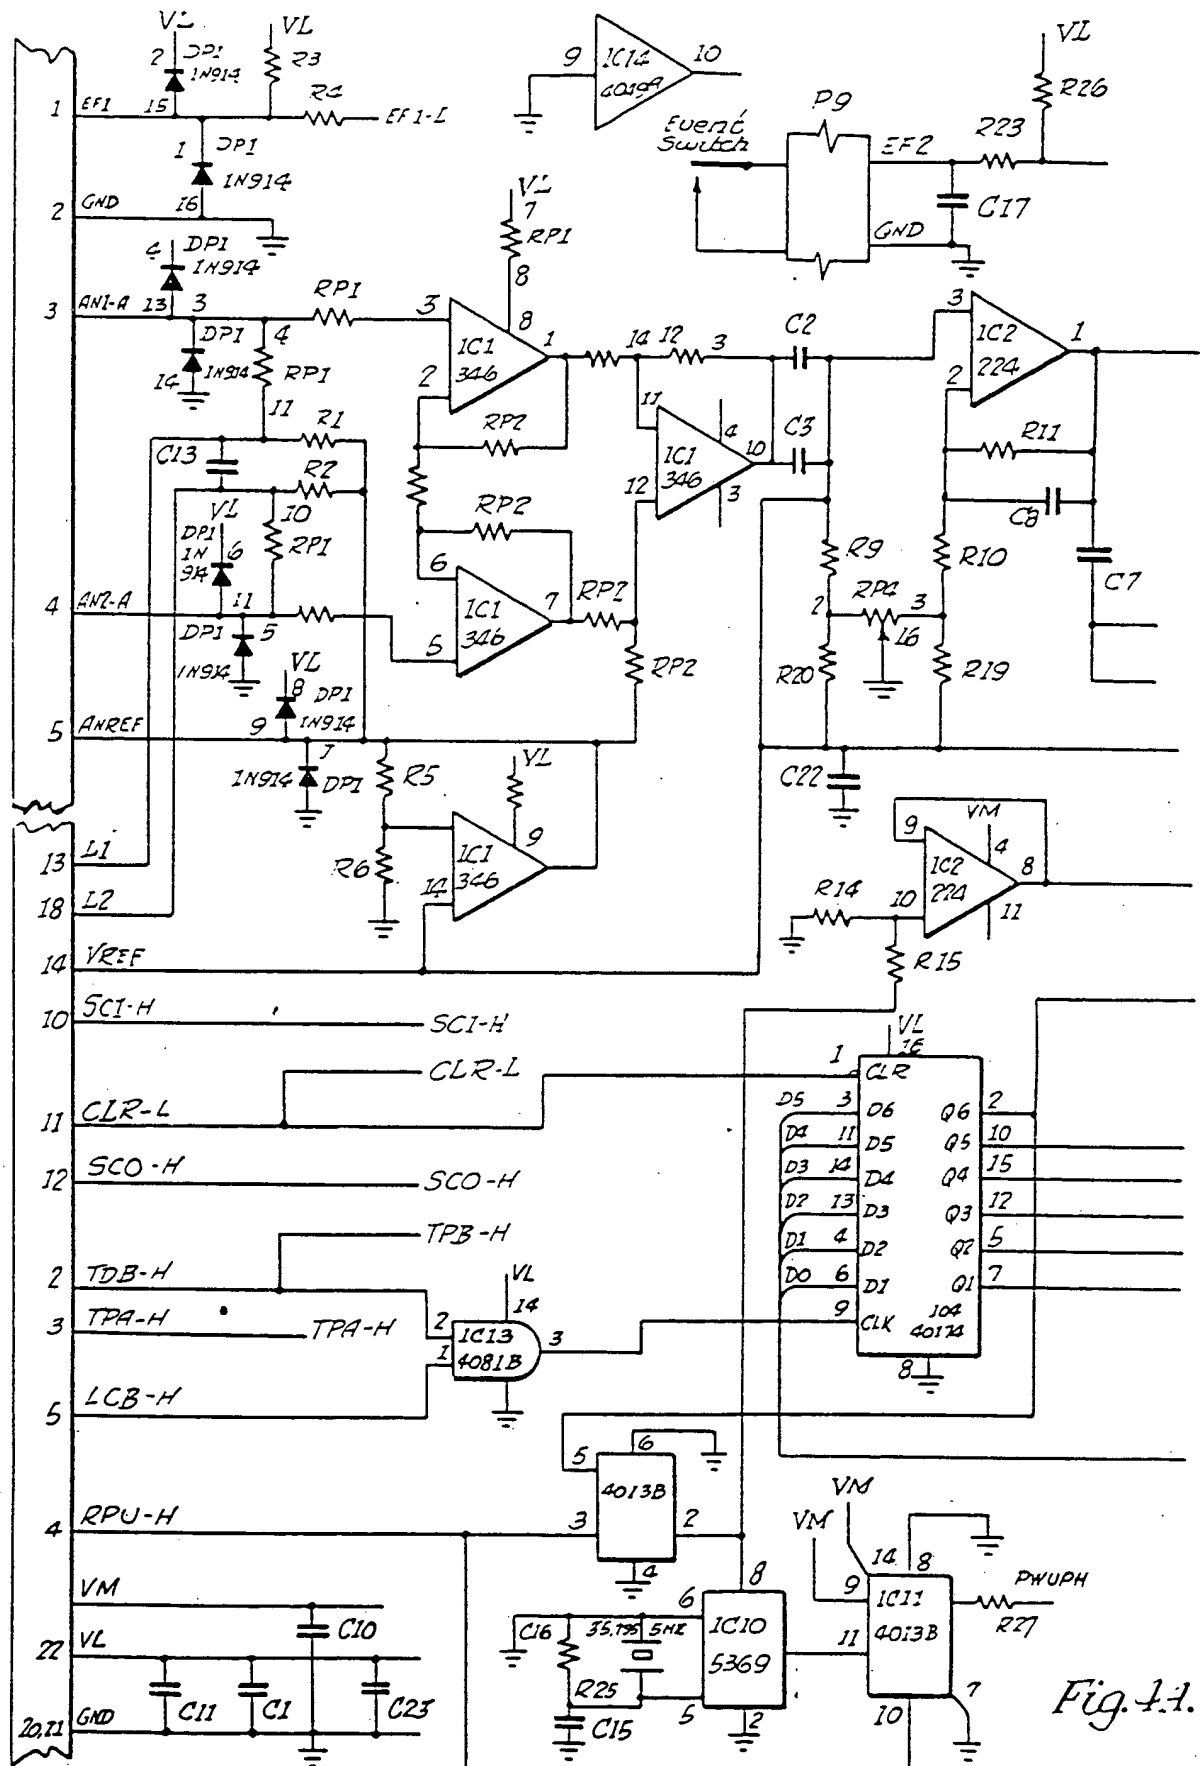 VL
VL
2
DP1
1N914
R3
1
EF1
15
R4
EF1-L
1
DP1
1N914
2
GND
16
9
IC14
10
Event
Switch
P9
EF2
GND
R23
VL
R26
C17
4
DP1
1N914
3
AN1-A
13
3
RP1
14
DP1
1N914
4
RP1
11
VL
7
RP1
8
3
8
IC1
346
1
2
RP2
14
12
3
11
IC1
346
4
10
12
3
C2
C3
3
IC2
224
1
2
R11
C8
C7
C13
R1
R2
VL
10
DP1
1N
914
6
RP1
4
AN2-A
11
DP1
5
1N914
RP2
6
IC1
346
7
5
RP2
RP2
R9
2
RP4
3
16
R10
R20
R19
VL
8
DP1
1N914
5
ANREF
9
1N914
DP1
R5
VL
R6
IC1
346
9
14
C22
13
L1
18
L2
14
VREF
9
VM
4
IC2
224
8
10
11
R14
R15
10
SCI-H
SCI-H
CLR-L
11
CLR-L
12
SCO-H
SCO-H
TPB-H
2
TDB-H
3
TPA-H
TPA-H
5
LCB-H
VL
14
2
1
IC13
4081B
3
VL
1
CLR
D5
3
D6
Q6
2
D4
11
D5
Q5
10
D3
14
D4
Q4
15
D2
13
D3
Q3
12
D1
4
D2
Q2
5
D0
6
D1
Q1
7
9
CLK
104
40174
8
5
6
4013B
3
2
4
4
RPU-H
VM
C10
22
VL
C11
C1
GND
C16
R25
C15
6
8
IC10
5369
5
2
VM
VM
14
8
9
IC11
4013B
11
10
7
PWUPH
R27